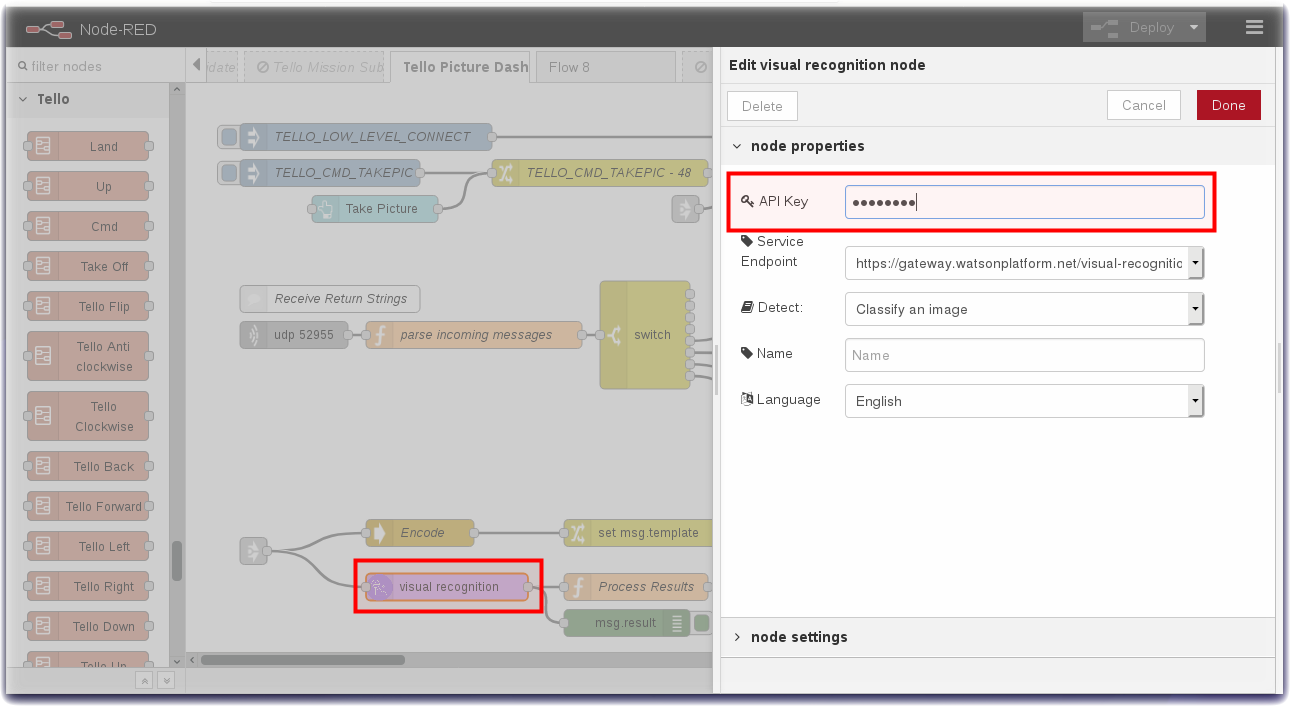 Node-RED
Deploy
filter nodes
Tello Mission Sub
Tello Picture Dash
Flow 8
Tello
Land
Up
Cmd
Take Off
Tello Flip
Tello Anti
clockwise
Tello
Clockwise
Tello Back
Tello Forward
Tello Left
Tello Right
Tello Down
Tello Up
TELLO_LOW_LEVEL_CONNECT
TELLO_CMD_TAKEPIC
TELLO_CMD_TAKEPIC - 48
Take Picture
Receive Return Strings
udp 52955
parse incoming messages
switch
Encode
set msg.template
visual recognition
Process Results
msg.result
Edit visual recognition node
Delete
Cancel
Done
node properties
API Key
••••••••
Service
Endpoint
https://gateway.watsonplatform.net/visual-recognitic
Detect:
Classify an image
Name
Name
Language
English
node settings